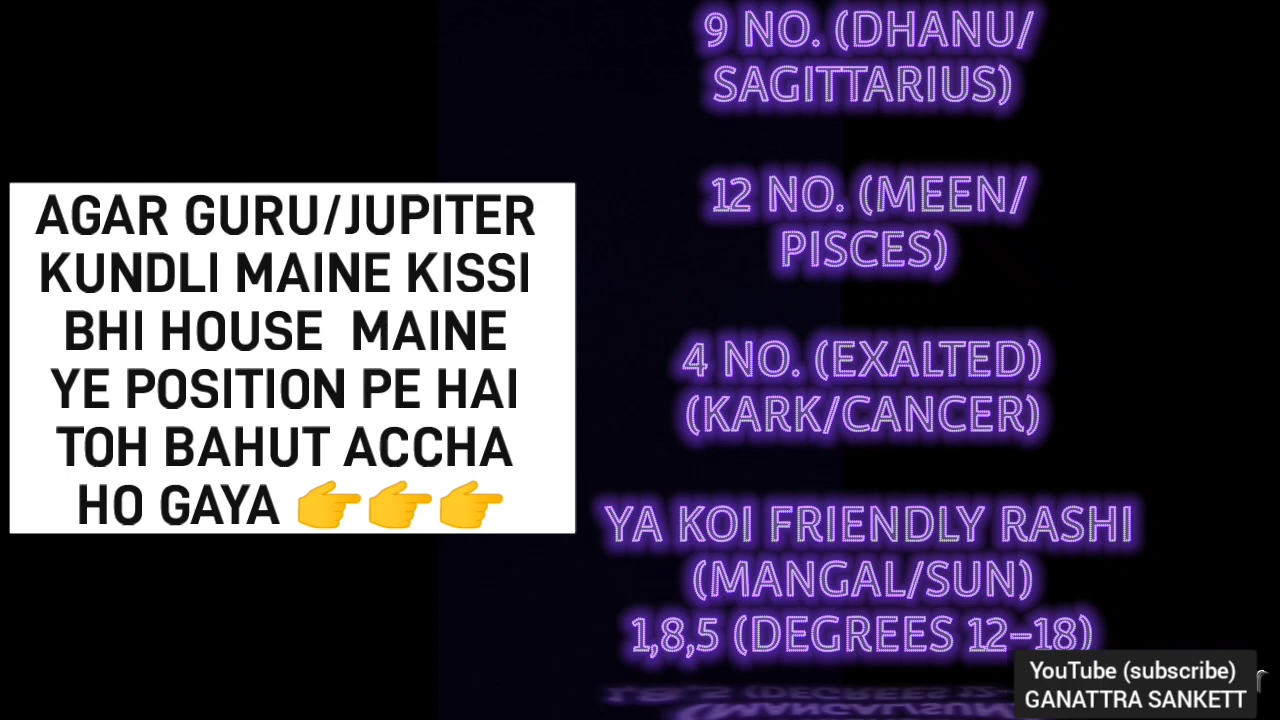 AGAR GURU/JUPITER
KUNDLI MAINE KISSI
BHI HOUSE MAINE
YE POSITION PE HAI
TOH BAHUT ACCHA
HO GAYA 👉👉👉
9 NO. (DHANU/
SAGITTARIUS)
12 NO. (MEEN/
PISCES)
4 NO. (EXALTED)
(KARK/CANCER)
YA KOI FRIENDLY RASHI
(MANGAL/SUN)
1,8,5 (DEGREES 12-18)
YouTube (subscribe)
GANATTRA SANKETT